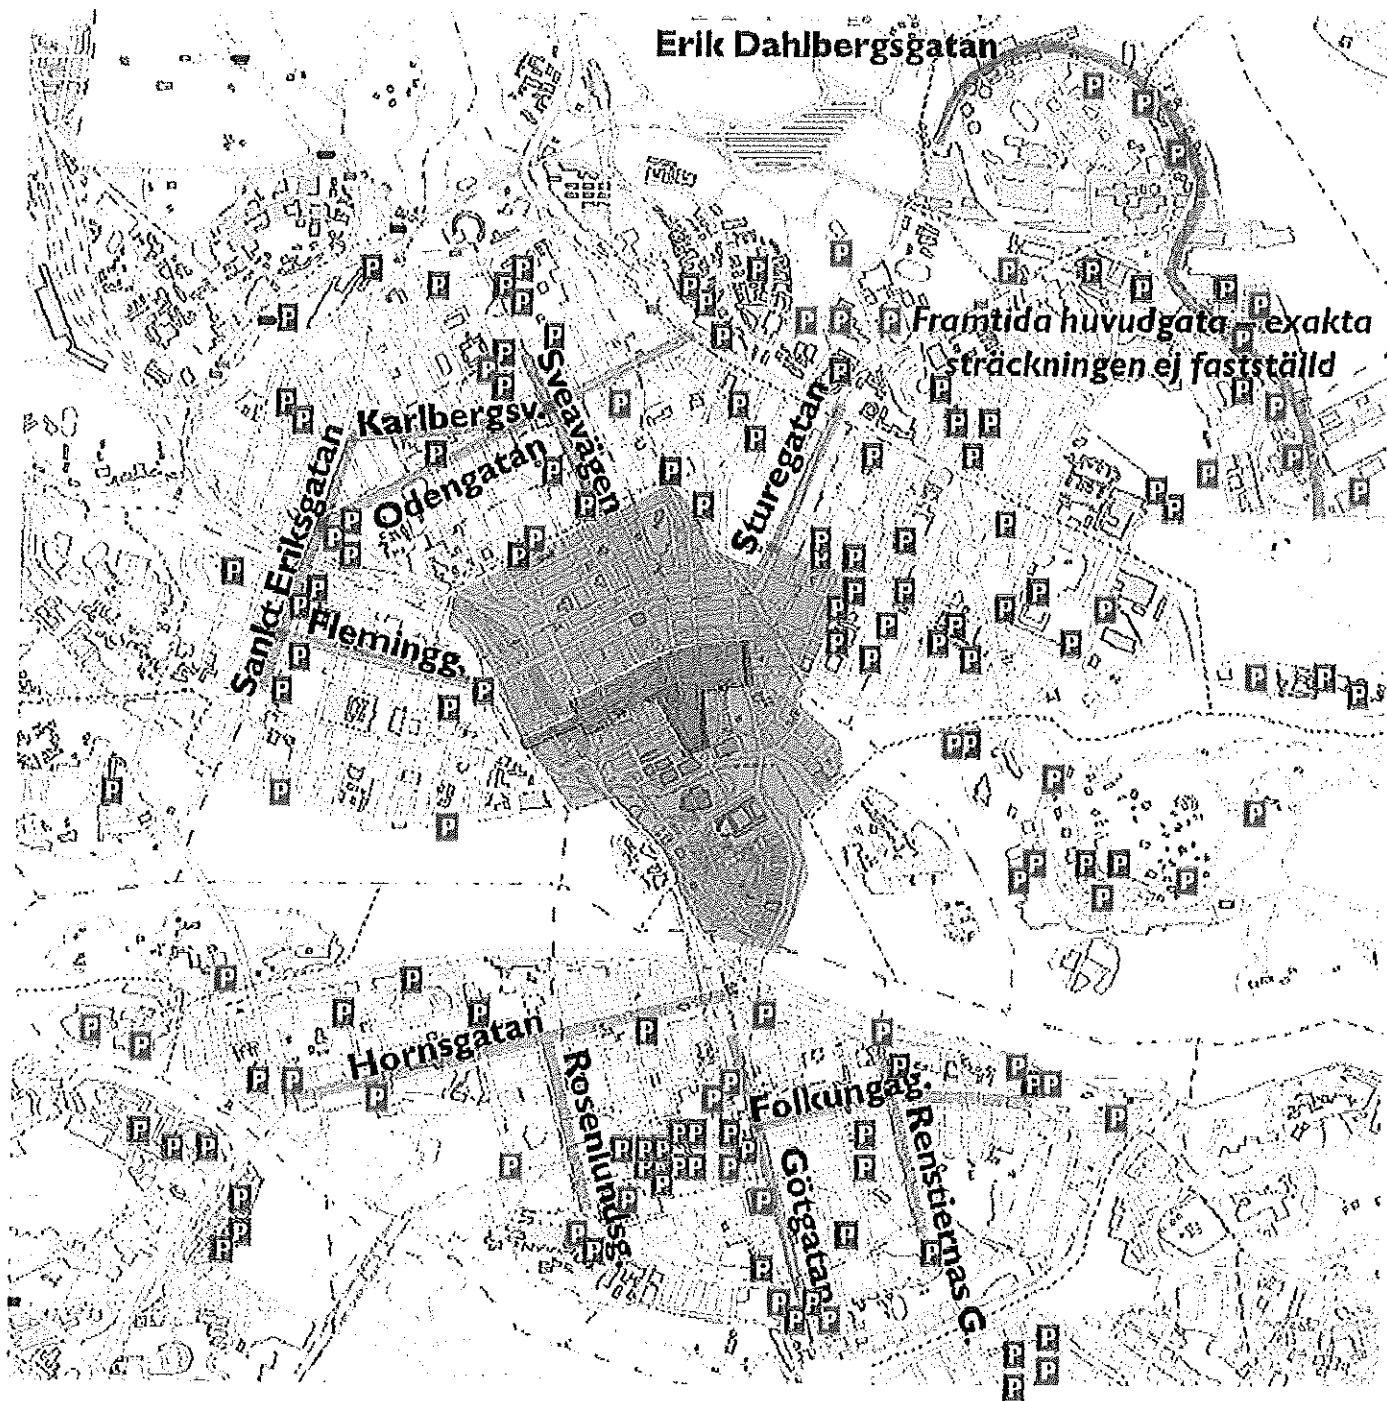 Erik Dahlbergsgatan
Framtida huvudgata – exakta
sträckningen ej fastställd
Sveavägen
Karlbergsv.
Odengatan
Sturegatan
Sankt Eriksgatan
Flemingg.
Hornsgatan
Rosenlundsg.
Folkungag.
Götgatan
Renstiernas G.
P P P P P P P P P P P P P P P P P P P P